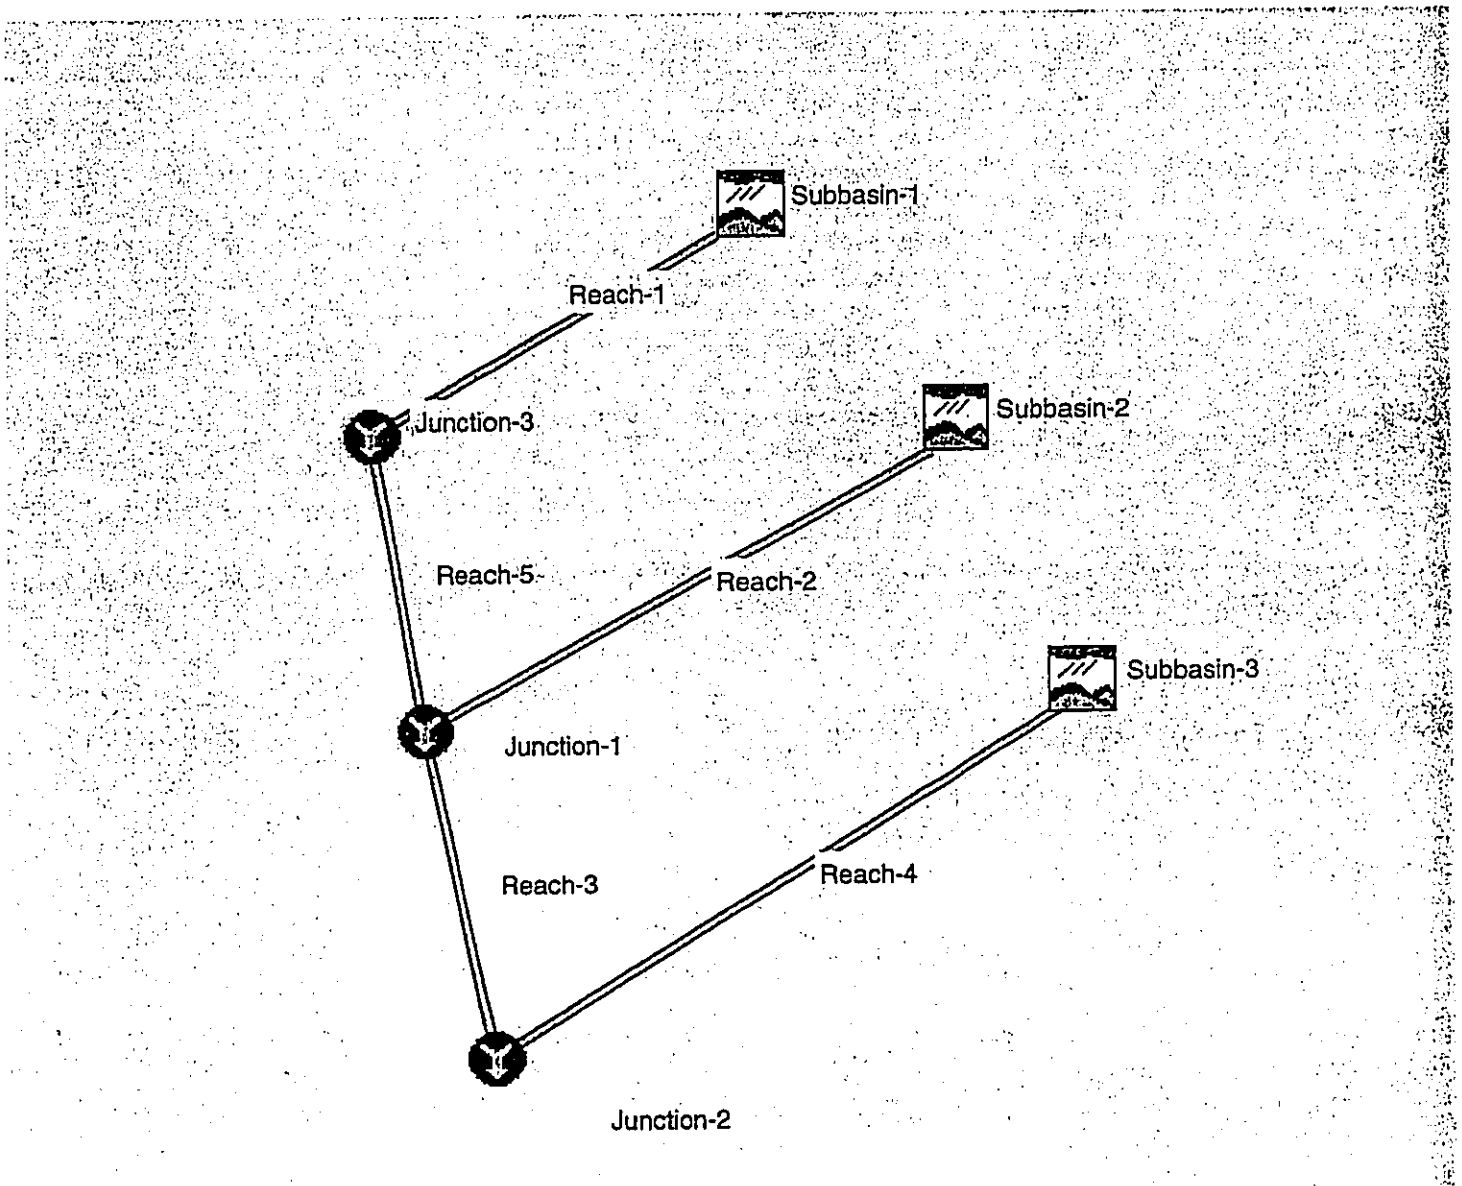 Subbasin-1
Reach-1
Junction-3
Subbasin-2
Reach-5
Reach-2
Subbasin-3
Junction-1
Reach-4
Reach-3
Junction-2